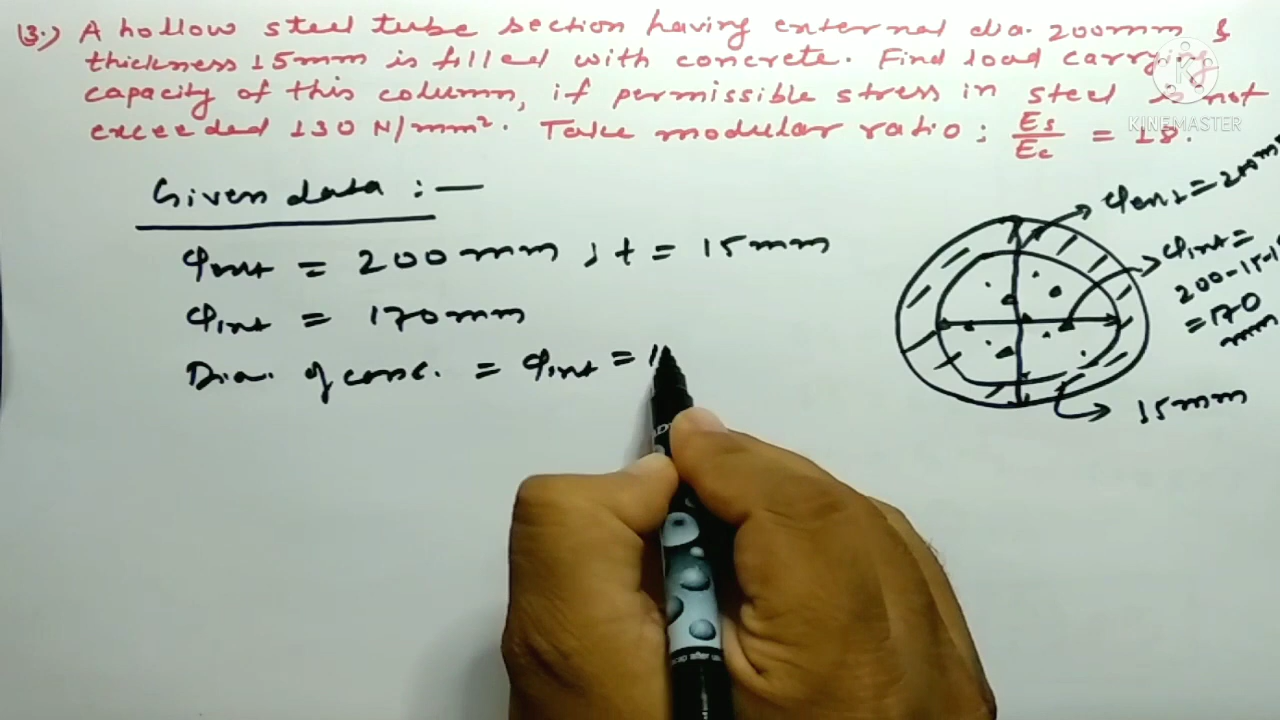 (3.) A hollow steel tube section having external dia. 200mm &
thickness 15mm is filled with concrete. Find load carrying
capacity of this column, if permissible stress in steel is not
exceeded 130 N/mm². Take modular ratio; Es/Ec = 18.
KINEMASTER
Given data :—
φext = 200mm ; t = 15mm
φint = 170mm
Dia. of conc. = φint = 1
φext = 200mm
φint =
200-15-1
= 170
mm
15mm